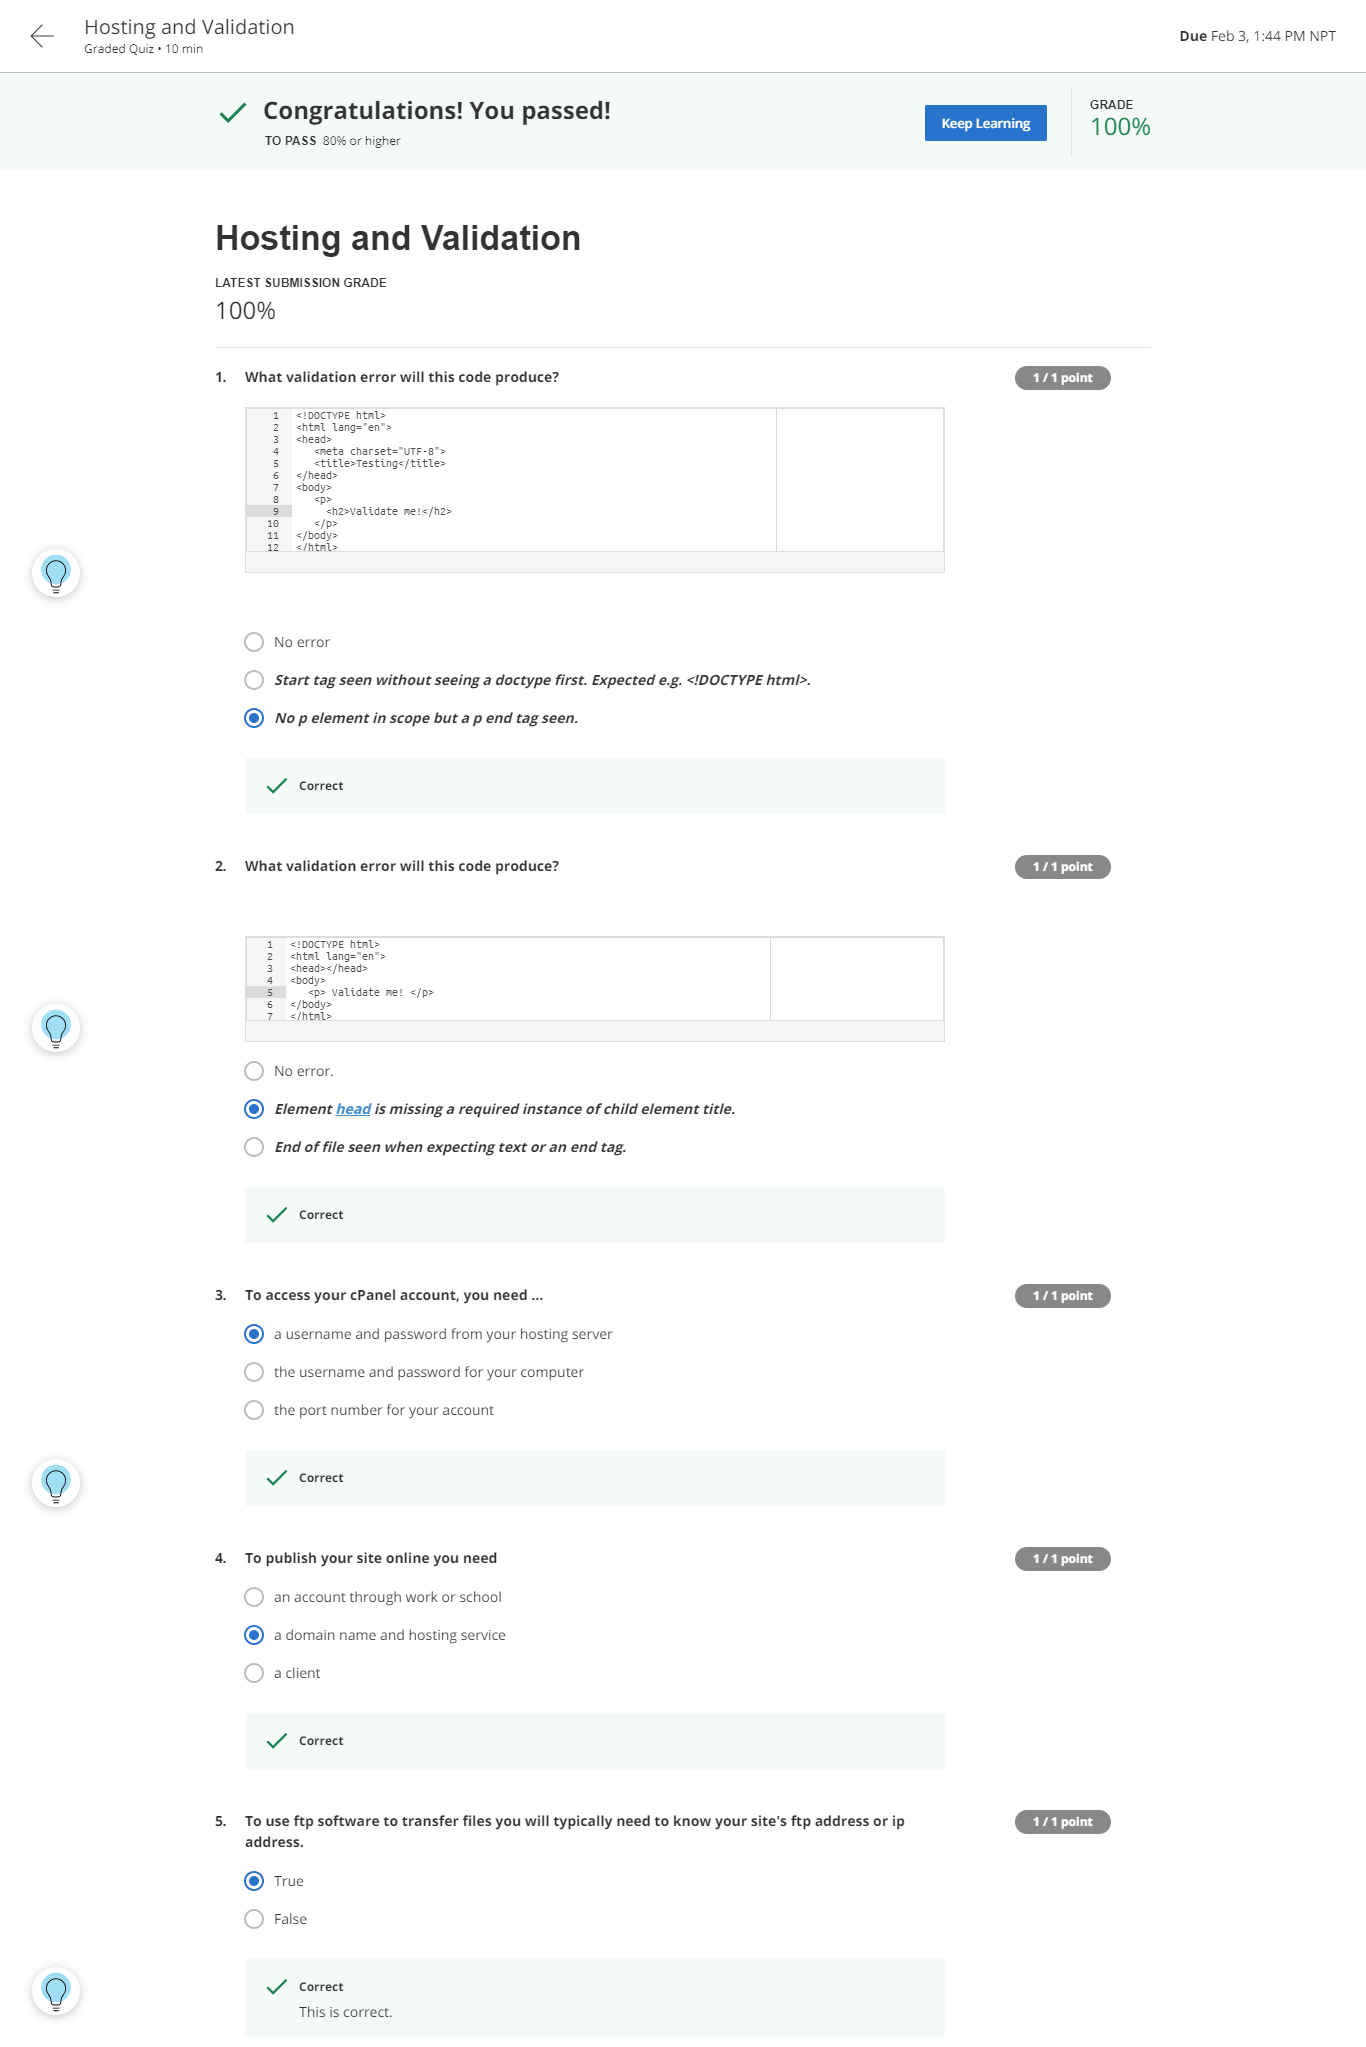 Hosting and Validation
Graded Quiz • 10 min
Due Feb 3, 1:44 PM NPT
Congratulations! You passed!
TO PASS 80% or higher
Keep Learning
GRADE
100%
Hosting and Validation
LATEST SUBMISSION GRADE
100%
1. What validation error will this code produce?
1 / 1 point
1 <!DOCTYPE html>
2 <html lang="en">
3 <head>
4 <meta charset="UTF-8">
5 <title>Testing</title>
6 </head>
7 <body>
8 <p>
9 <h2>Validate me!</h2>
10 </p>
11 </body>
12 </html>
No error
Start tag seen without seeing a doctype first. Expected e.g. <!DOCTYPE html>.
No p element in scope but a p end tag seen.
Correct
2. What validation error will this code produce?
1 / 1 point
1 <!DOCTYPE html>
2 <html lang="en">
3 <head></head>
4 <body>
5 <p> Validate me! </p>
6 </body>
7 </html>
No error.
Element head is missing a required instance of child element title.
End of file seen when expecting text or an end tag.
Correct
3. To access your cPanel account, you need ...
1 / 1 point
a username and password from your hosting server
the username and password for your computer
the port number for your account
Correct
4. To publish your site online you need
1 / 1 point
an account through work or school
a domain name and hosting service
a client
Correct
5. To use ftp software to transfer files you will typically need to know your site's ftp address or ip
address.
1 / 1 point
True
False
Correct
This is correct.